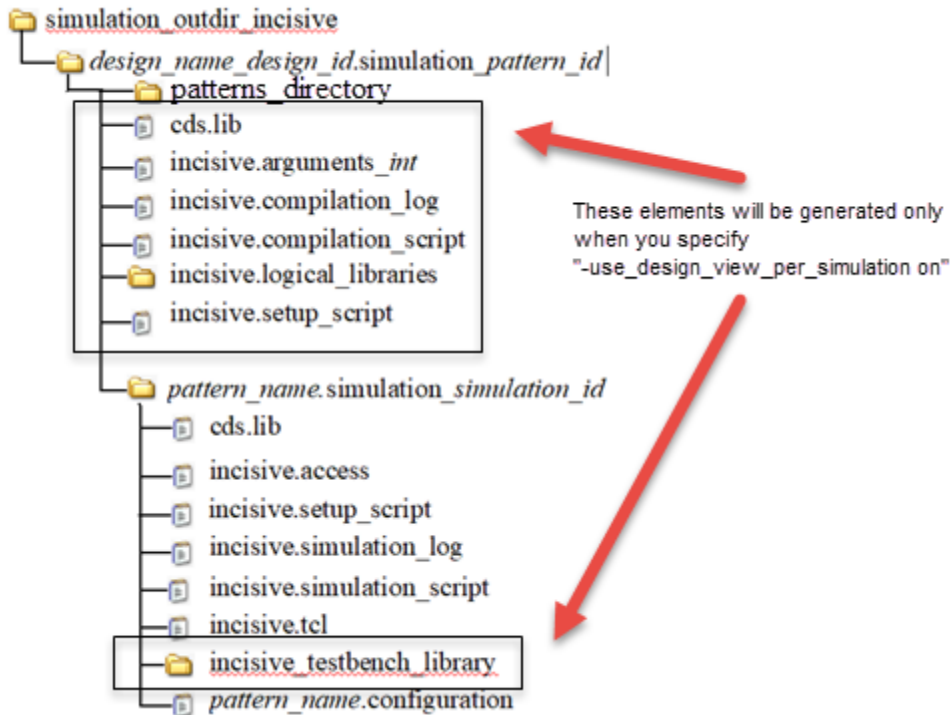 simulation_outdir_incisive
design_name_design_id.simulation_pattern_id
patterns_directory
cds.lib
incisive.arguments_int
incisive.compilation_log
incisive.compilation_script
incisive.logical_libraries
incisive.setup_script
These elements will be generated only
when you specify
"-use_design_view_per_simulation on"
pattern_name.simulation_simulation_id
cds.lib
incisive.access
incisive.setup_script
incisive.simulation_log
incisive.simulation_script
incisive.tcl
incisive_testbench_library
pattern_name.configuration